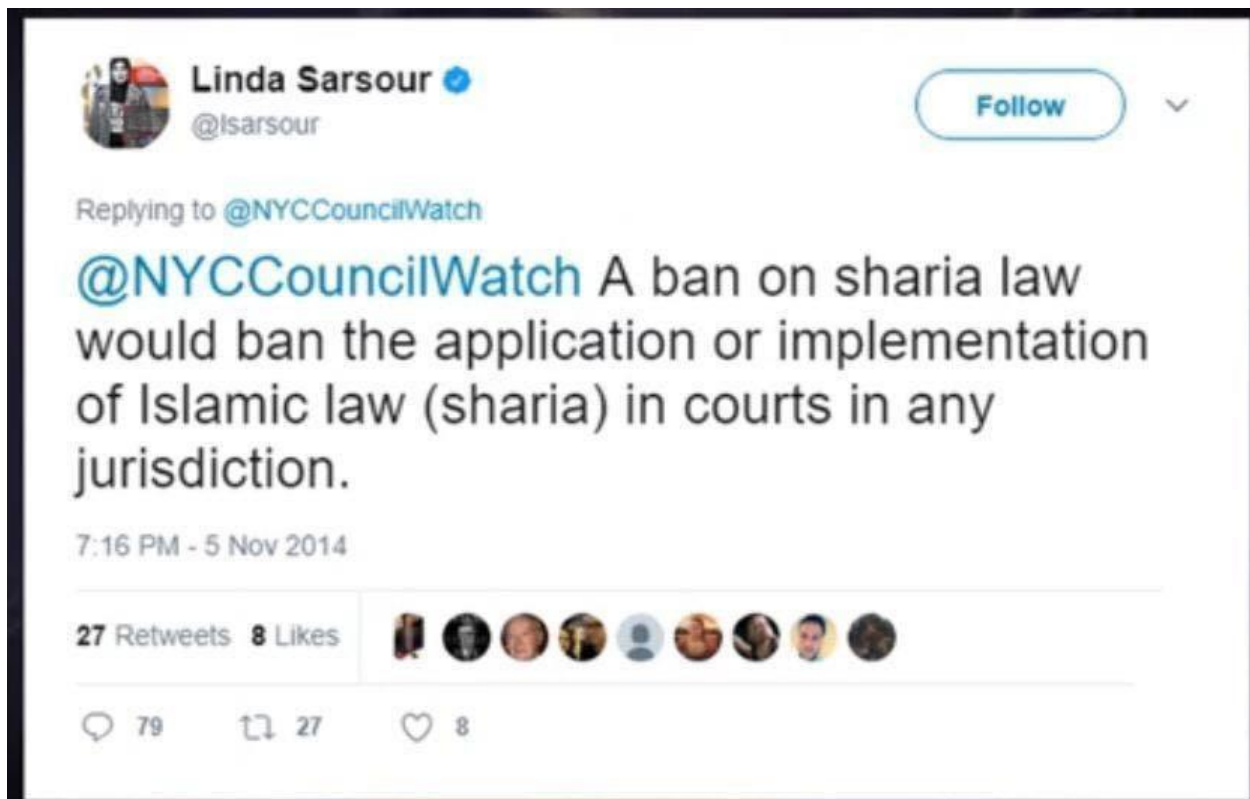 Linda Sarsour
@lsarsour
Follow
Replying to @NYCCouncilWatch
@NYCCouncilWatch A ban on sharia law
would ban the application or implementation
of Islamic law (sharia) in courts in any
jurisdiction.
7:16 PM - 5 Nov 2014
27 Retweets 8 Likes
79 27 8